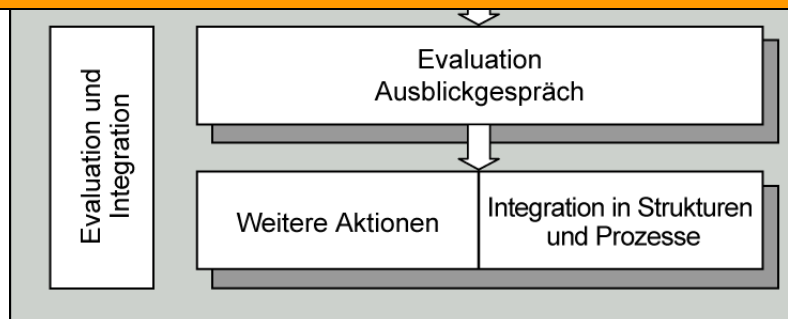 Evaluation und
Integration
Evaluation
Ausblickgespräch
Weitere Aktionen
Integration in Strukturen
und Prozesse